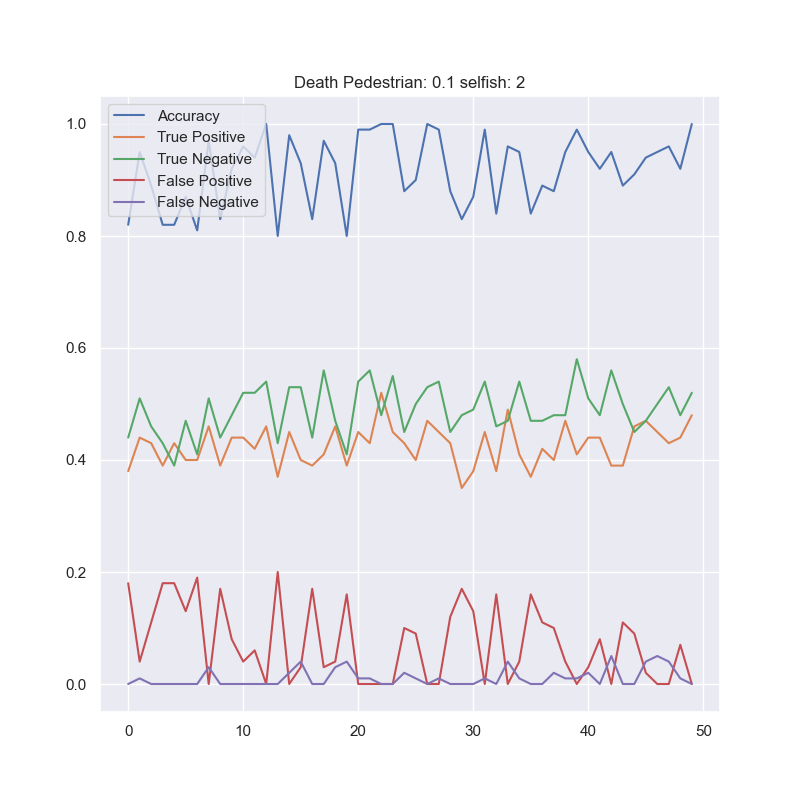 Death Pedestrian: 0.1 selfish: 2
Accuracy
True Positive
True Negative
False Positive
False Negative
1.0
0.8
0.6
0.4
0.2
0.0
0 10 20 30 40 50